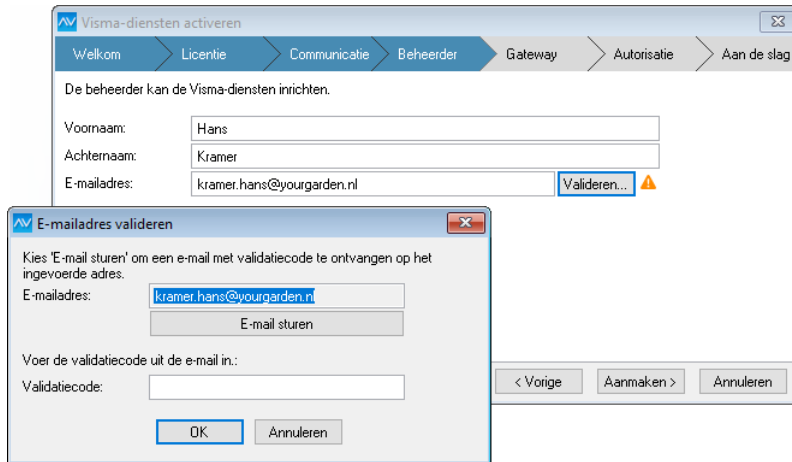 Visma-diensten activeren
Welkom Licentie Communicatie Beheerder Gateway Autorisatie Aan de slag
De beheerder kan de Visma-diensten inrichten.
Voornaam: Hans
Achternaam: Kramer
E-mailadres: kramer.hans@yourgarden.nl Valideren...
E-mailadres valideren
Kies 'E-mail sturen' om een e-mail met validatiecode te ontvangen op het
ingevoerde adres.
E-mailadres: kramer.hans@yourgarden.nl
E-mail sturen
Voer de validatiecode uit de e-mail in.:
Validatiecode:
< Vorige Aanmaken > Annuleren
OK Annuleren